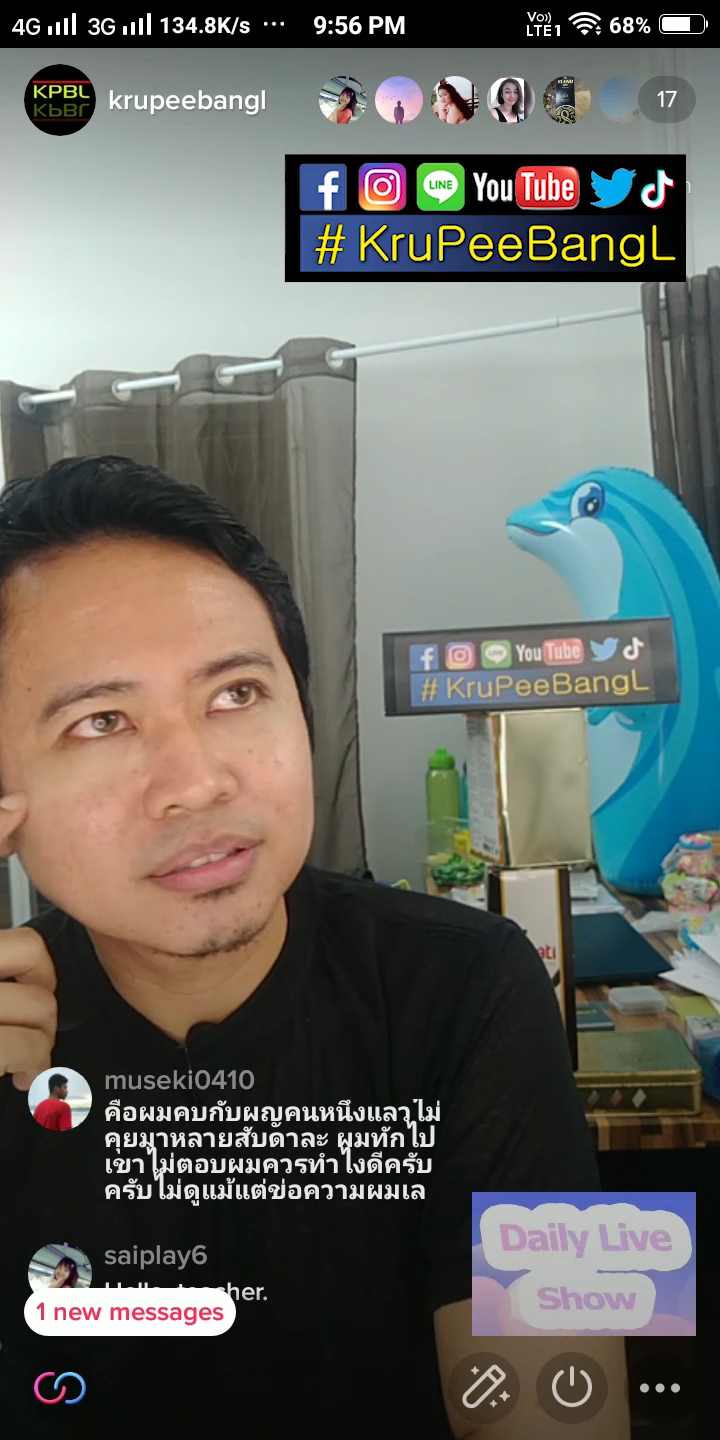 4G 3G 134.8K/s ... 9:56 PM Vo)) LTE1 68%
KPBL krupeebangl 17
LINE YouTube
# KruPeeBangL
LINE YouTube
# KruPeeBangL
museki0410
คือผมคบกับผญคนหนึ่งแลวไม่
คุยมาหลายสับดาละ ผมทักไป
เขาไม่ตอบผมควรทำไงดีครับ
ครับไม่ดูแม้แต่ข่อความผมเล
saiplay6
Hello, teacher.
1 new messages
Daily Live
Show